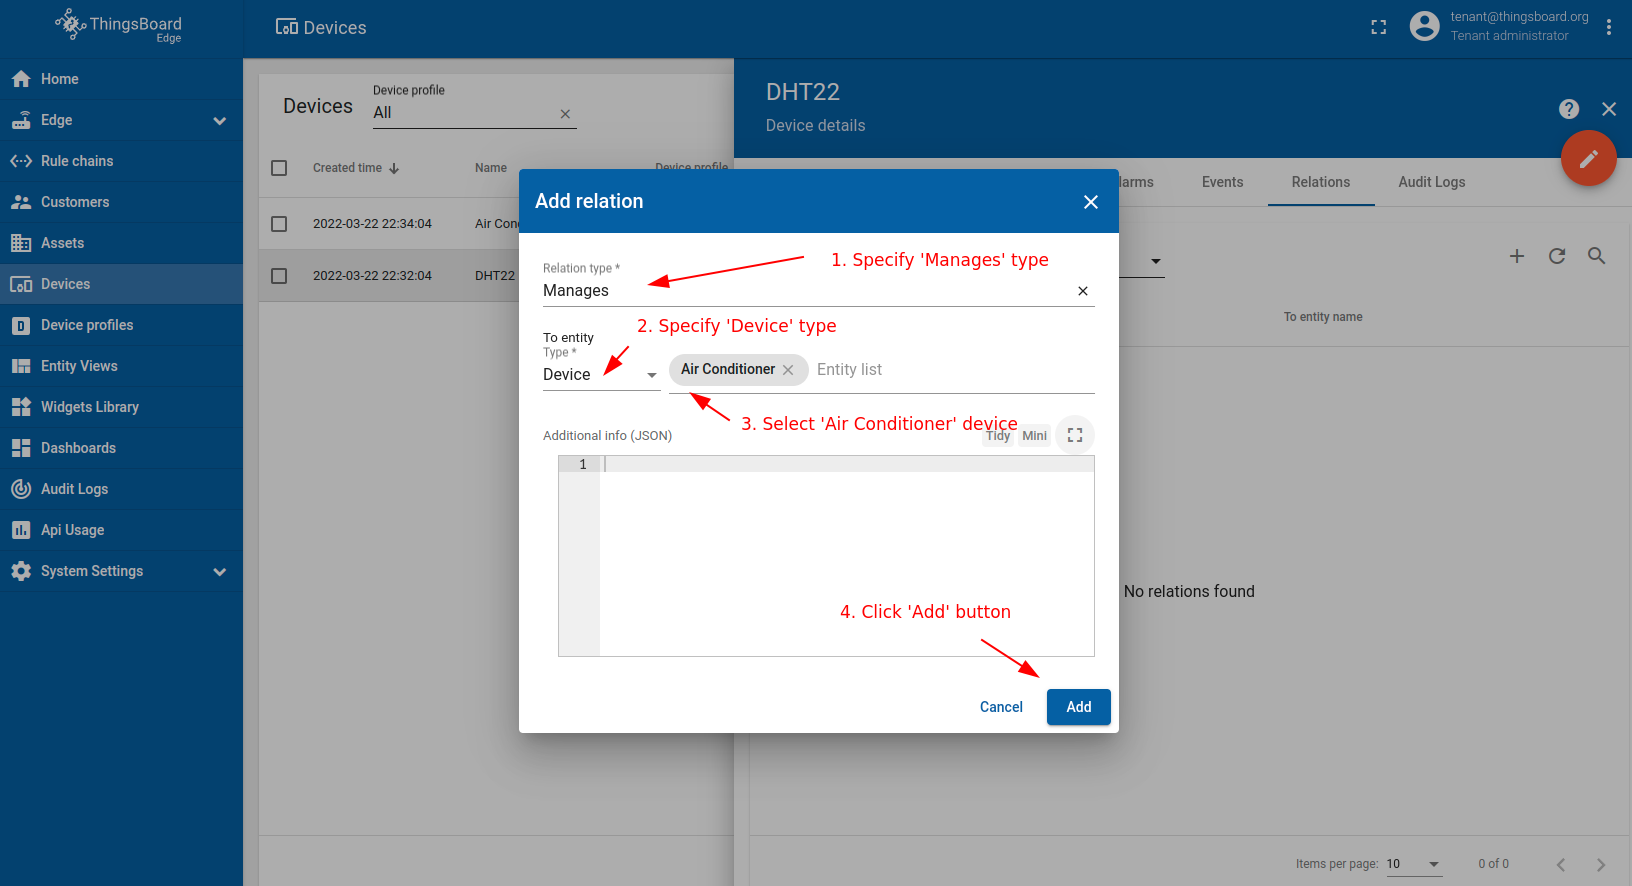 ThingsBoard
Edge
Devices
tenant@thingsboard.org
Tenant administrator
Home
Edge
Rule chains
Customers
Assets
Devices
Device profiles
Entity Views
Widgets Library
Dashboards
Audit Logs
Api Usage
System Settings
Devices
Device profile
All
Created time
Name
Device profile
2022-03-22 22:34:04
Air Con
2022-03-22 22:32:04
DHT22
DHT22
Device details
larms
Events
Relations
Audit Logs
To entity name
No relations found
Items per page: 10
0 of 0
Add relation
1. Specify 'Manages' type
Relation type *
Manages
2. Specify 'Device' type
To entity
Type *
Device
Air Conditioner
Entity list
3. Select 'Air Conditioner' device
Additional info (JSON)
Tidy
Mini
1
4. Click 'Add' button
Cancel
Add